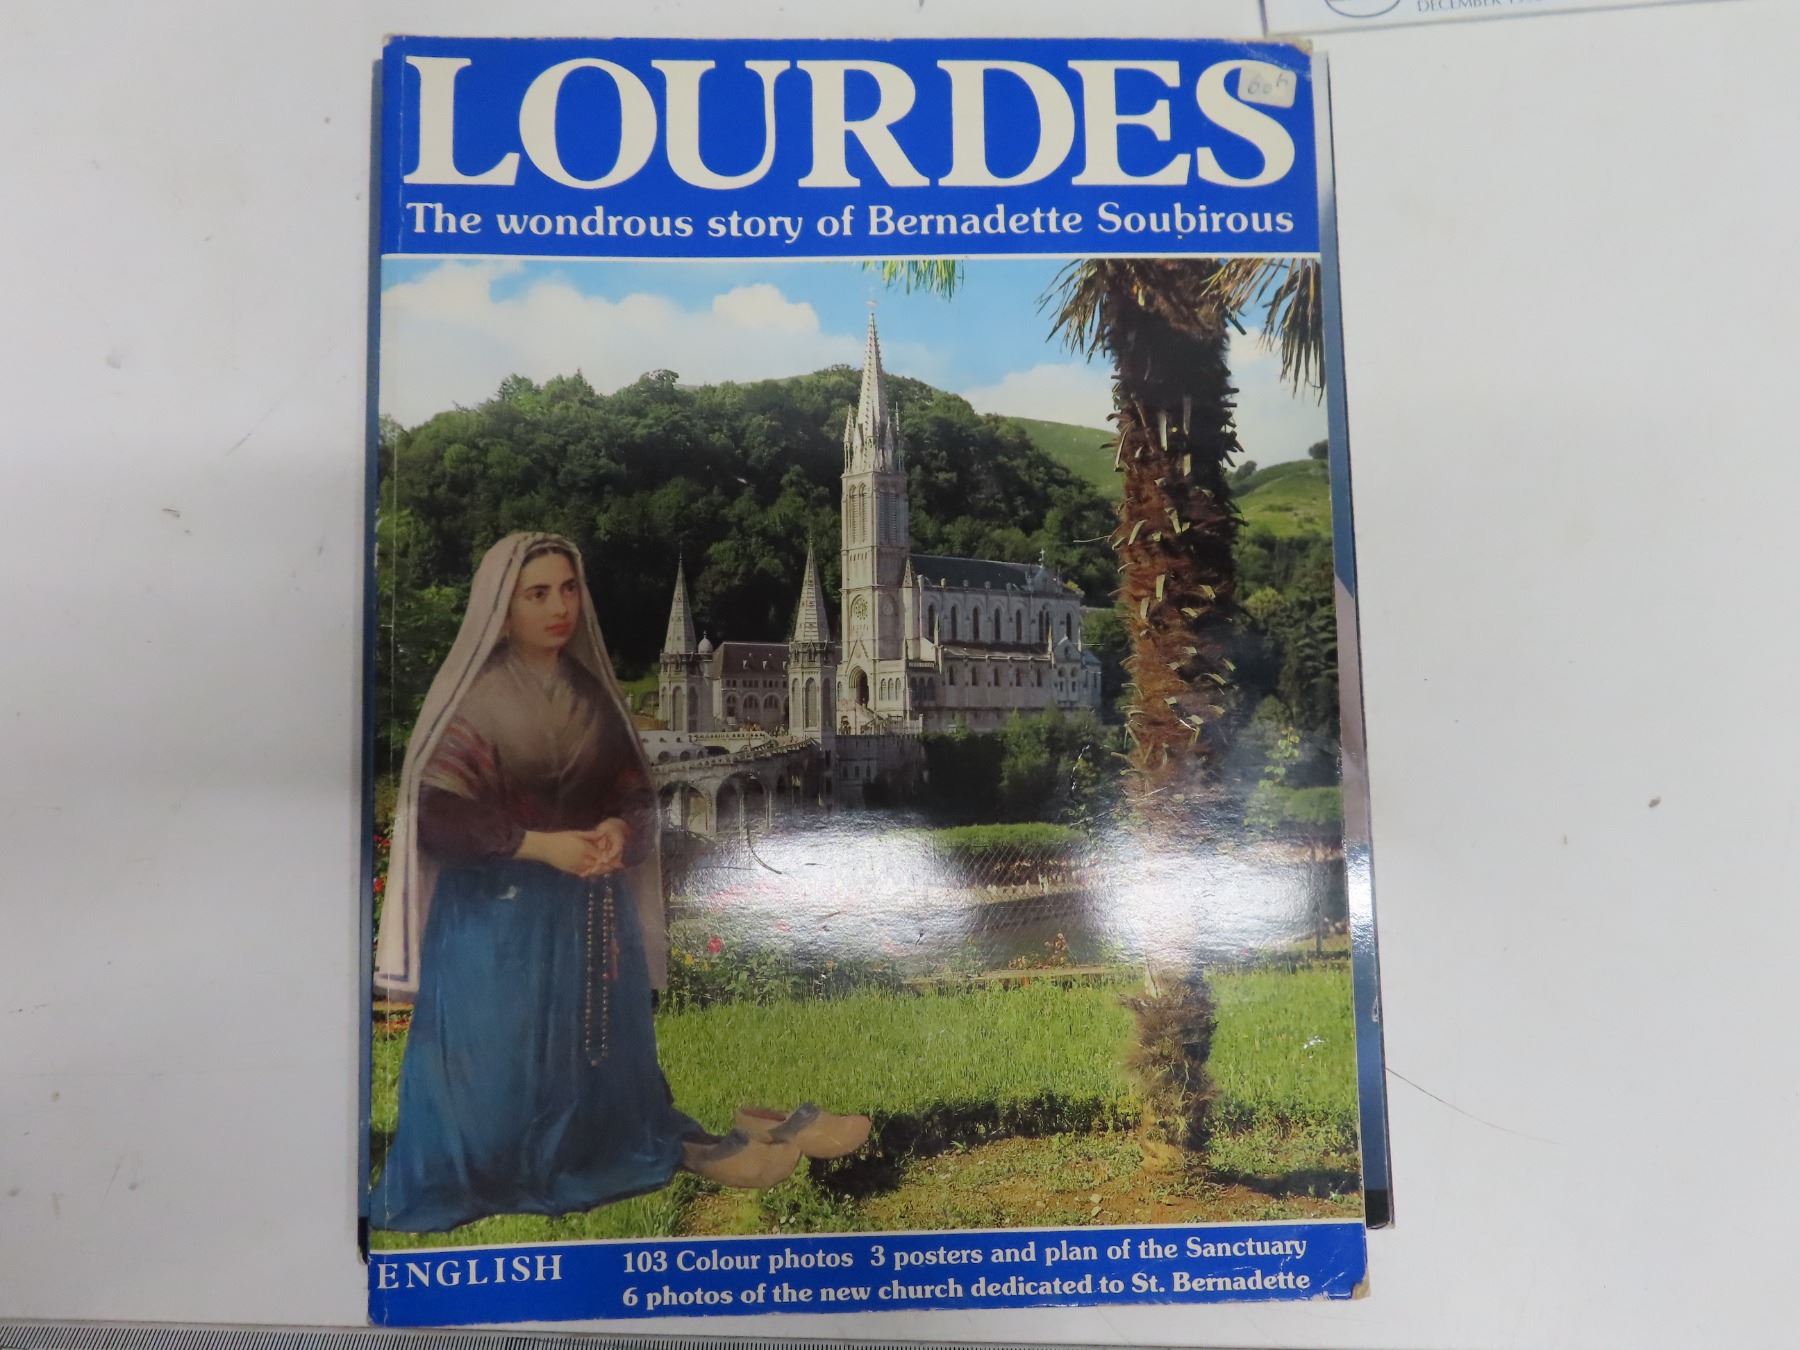 DECEMBER
LOURDES
The wondrous story of Bernadette Soubirous
ENGLISH
103 Colour photos 3 posters and plan of the Sanctuary
6 photos of the new church dedicated to St. Bernadette